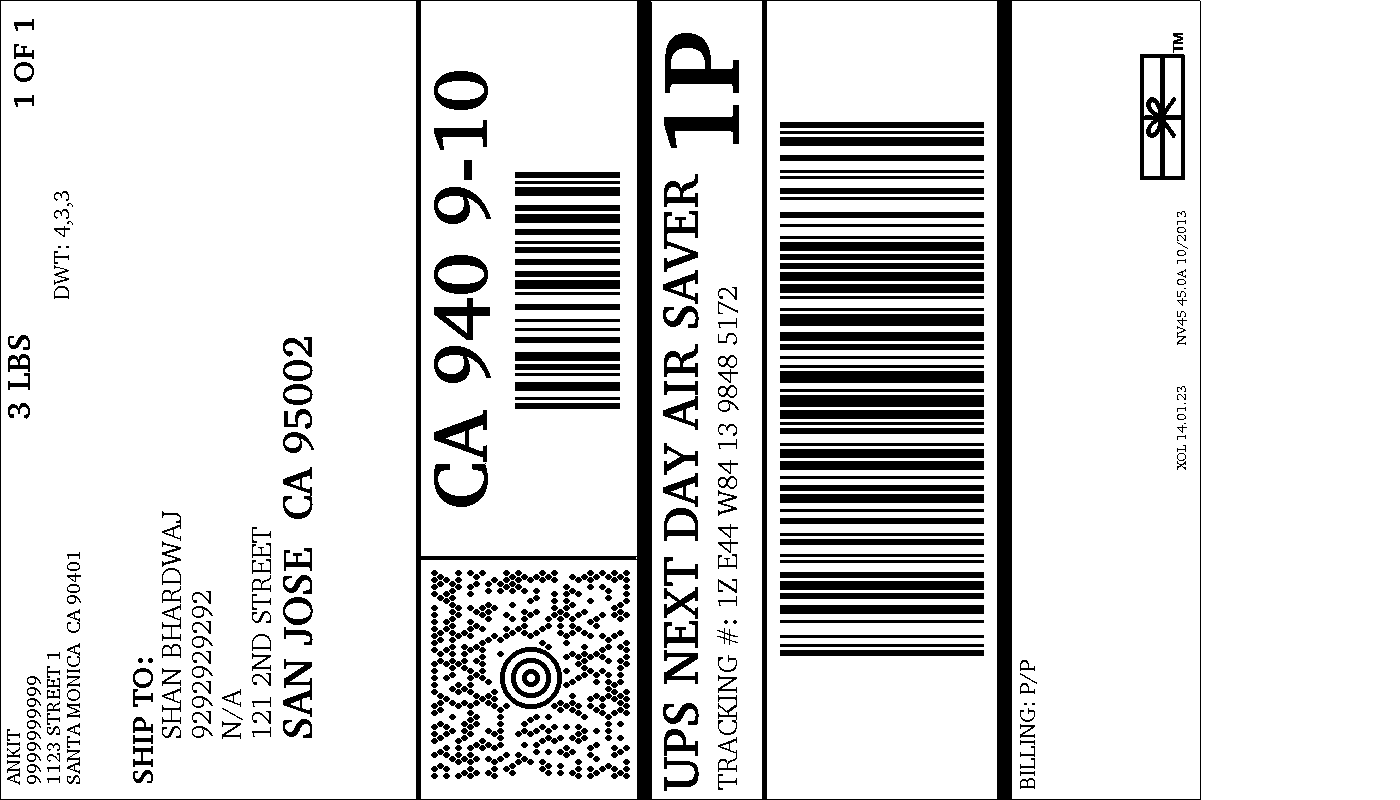 ANKIT
9999999999
1123 STREET 1
SANTA MONICA CA 90401
3 LBS
1 OF 1
DWT: 4,3,3
SHIP TO:
SHAN BHARDWAJ
9292929292
N/A
121 2ND STREET
SAN JOSE CA 95002
CA 940 9-10
UPS NEXT DAY AIR SAVER
1P
TRACKING #: 1Z E44 W84 13 9848 5172
BILLING: P/P
XOL 14.01.23
NV45 45.0A 10/2013
TM